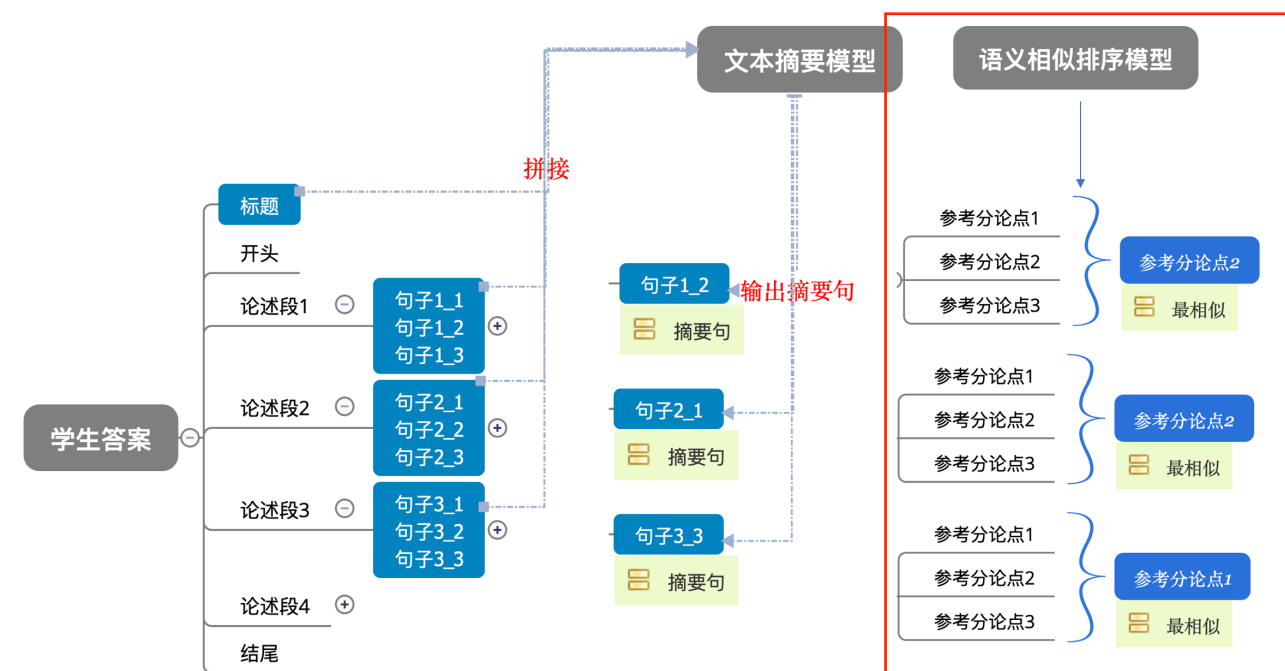 文本摘要模型
语义相似排序模型
拼接
标题
开头
论述段1
句子1_1
句子1_2
句子1_3
论述段2
句子2_1
句子2_2
句子2_3
学生答案
论述段3
句子3_1
句子3_2
句子3_3
论述段4
结尾
句子1_2
输出摘要句
摘要句
句子2_1
摘要句
句子3_3
摘要句
参考分论点1
参考分论点2
参考分论点3
参考分论点2
最相似
参考分论点1
参考分论点2
参考分论点3
参考分论点2
最相似
参考分论点1
参考分论点2
参考分论点3
参考分论点1
最相似